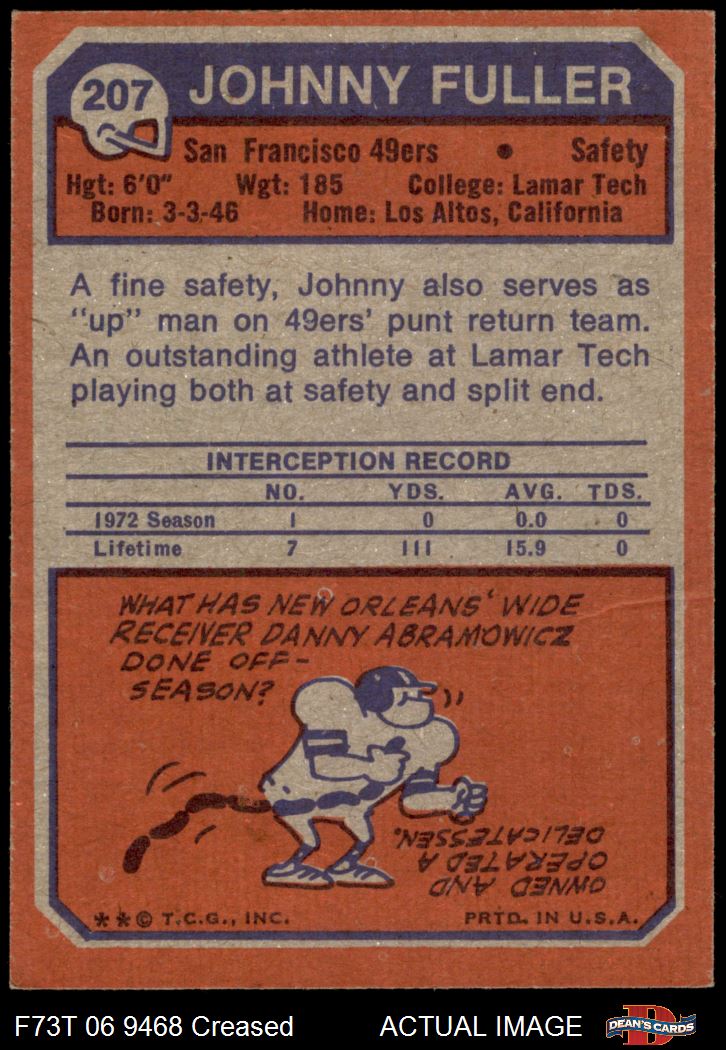 207 JOHNNY FULLER
San Francisco 49ers • Safety
Hgt: 6'0" Wgt: 185 College: Lamar Tech
Born: 3-3-46 Home: Los Altos, California
A fine safety, Johnny also serves as
"up" man on 49ers' punt return team.
An outstanding athlete at Lamar Tech
playing both at safety and split end.
INTERCEPTION RECORD
NO. YDS. AVG. TDS.
1972 Season 1 0 0.0 0
Lifetime 7 111 15.9 0
WHAT HAS NEW ORLEANS' WIDE
RECEIVER DANNY ABRAMOWICZ
DONE OFF-
SEASON?
OWNED AND
OPERATED A
DELICATESSEN.
**© T.C.G., INC. PRTD. IN U.S.A.
F73T 06 9468 Creased ACTUAL IMAGE
D
DEAN'S CARDS